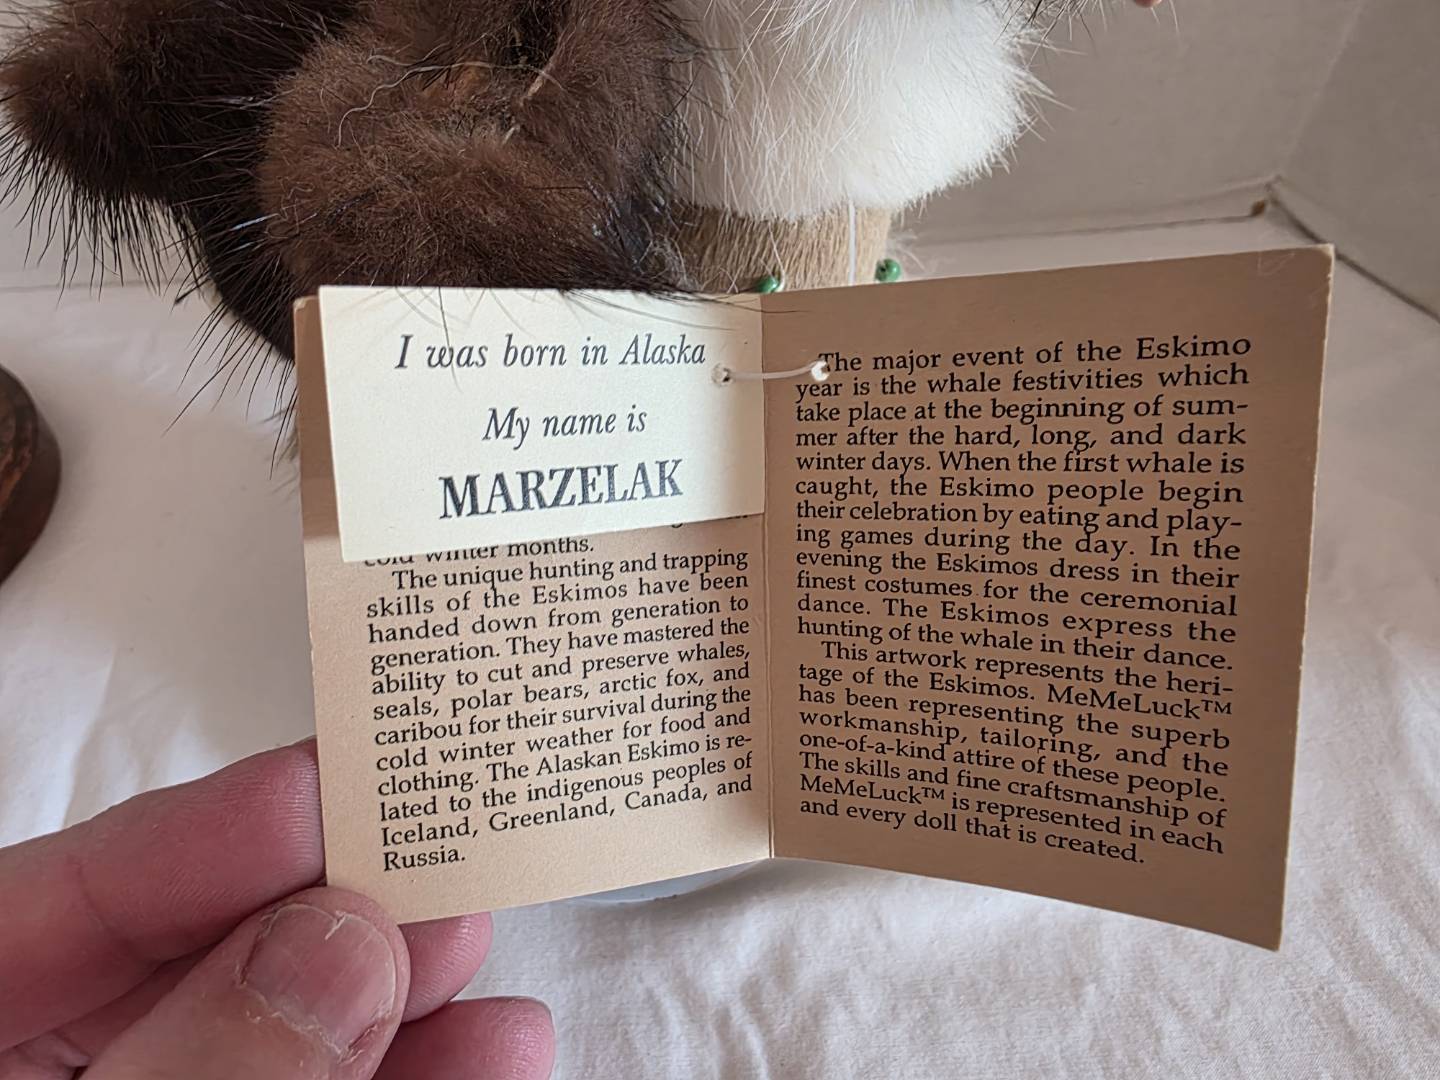 I was born in Alaska
My name is
MARZELAK
cold winter months.
The unique hunting and trapping
skills of the Eskimos have been
handed down from generation to
generation. They have mastered the
ability to cut and preserve whales,
seals, polar bears, arctic fox, and
caribou for their survival during the
cold winter weather for food and
clothing. The Alaskan Eskimo is re-
lated to the indigenous peoples of
Iceland, Greenland, Canada, and
Russia.
The major event of the Eskimo
year is the whale festivities which
take place at the beginning of sum-
mer after the hard, long, and dark
winter days. When the first whale is
caught, the Eskimo people begin
their celebration by eating and play-
ing games during the day. In the
evening the Eskimos dress in their
finest costumes for the ceremonial
dance. The Eskimos express the
hunting of the whale in their dance.
This artwork represents the heri-
tage of the Eskimos. MeMeLuck™
has been representing the superb
workmanship, tailoring, and the
one-of-a-kind attire of these people.
The skills and fine craftsmanship of
MeMeLuck™ is represented in each
and every doll that is created.